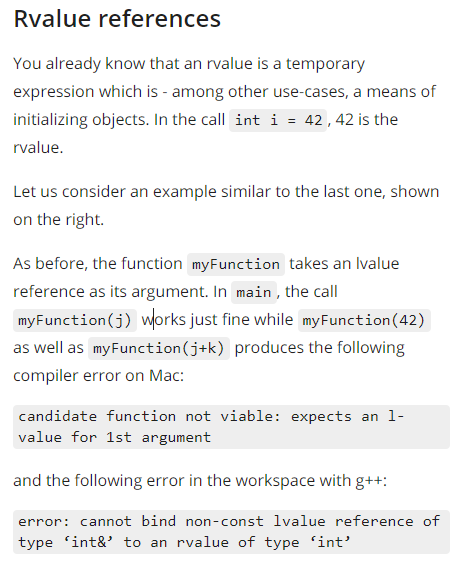 Rvalue references
You already know that an rvalue is a temporary
expression which is - among other use-cases, a means of
initializing objects. In the call int i = 42 , 42 is the
rvalue.
Let us consider an example similar to the last one, shown
on the right.
As before, the function myFunction takes an lvalue
reference as its argument. In main , the call
myFunction(j) works just fine while myFunction(42)
as well as myFunction(j+k) produces the following
compiler error on Mac:
candidate function not viable: expects an l-
value for 1st argument
and the following error in the workspace with g++:
error: cannot bind non-const lvalue reference of
type ‘int&’ to an rvalue of type ‘int’